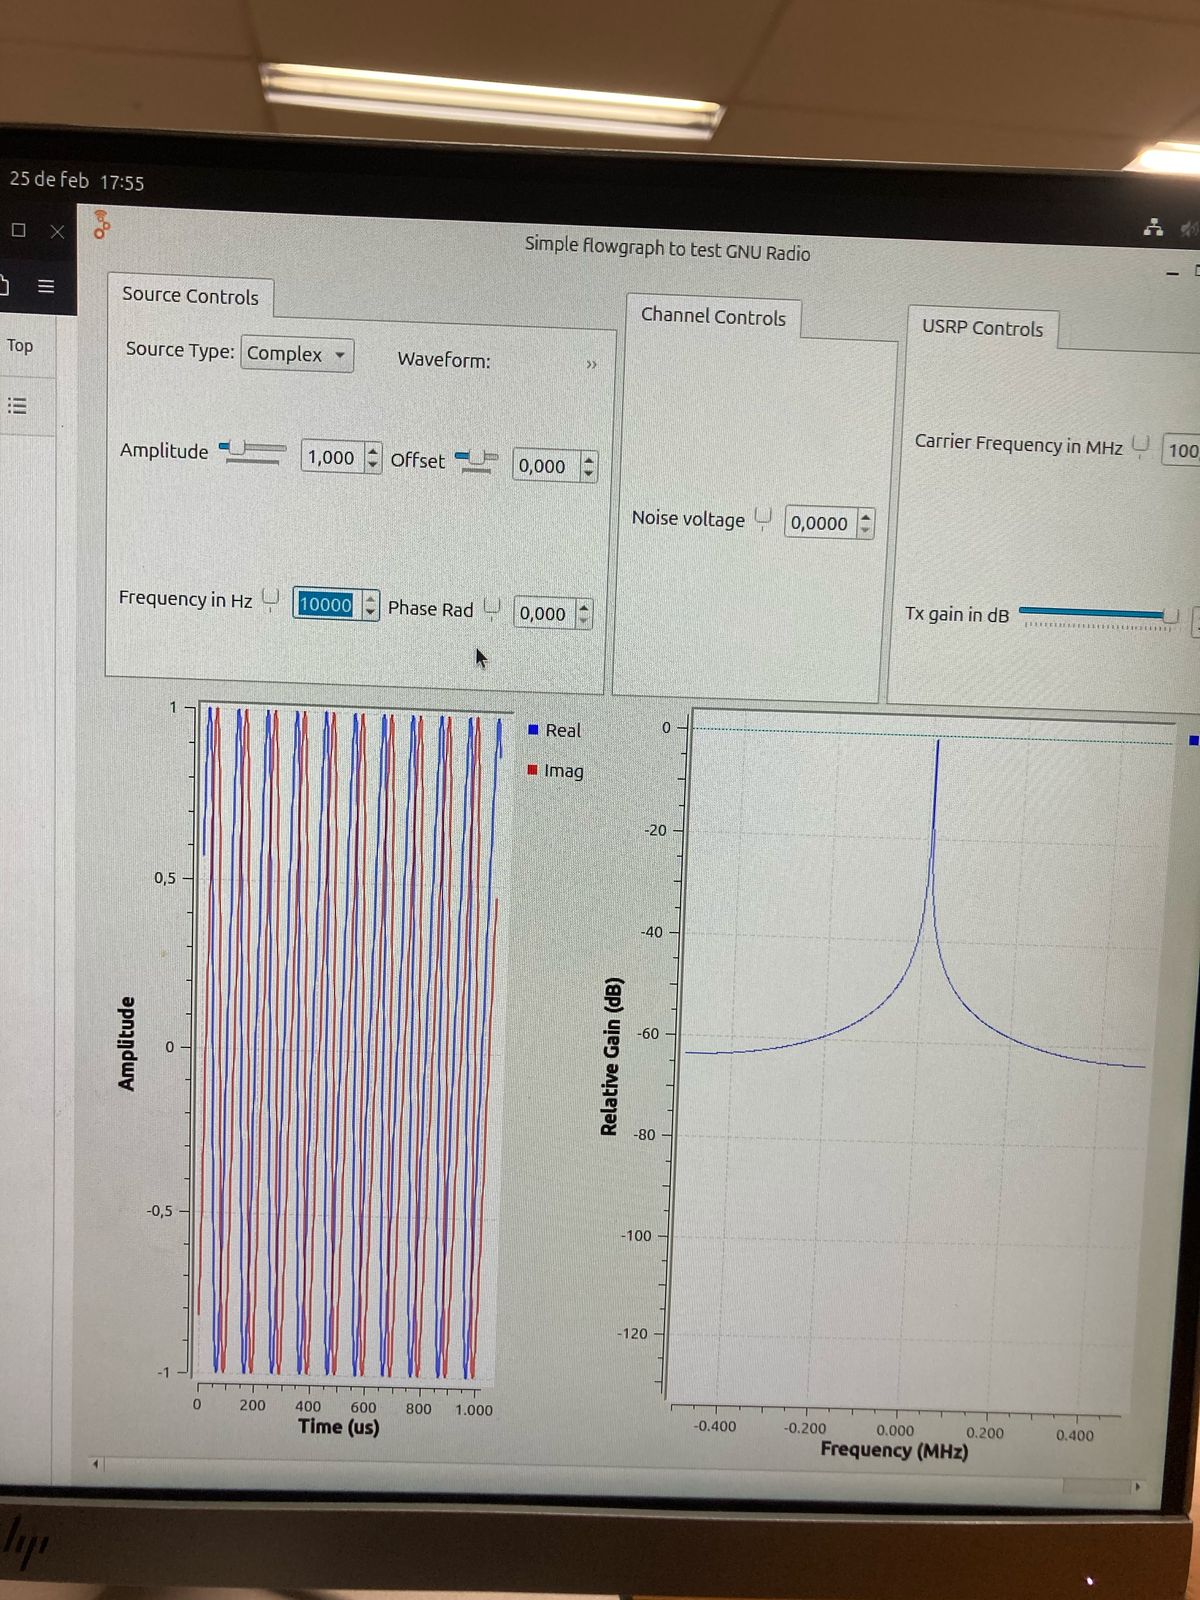 25 de feb 17:55
Simple flowgraph to test GNU Radio
Top
Source Controls
Source Type: Complex Waveform: »
Amplitude 1,000 Offset 0,000
Frequency in Hz 10000 Phase Rad 0,000
Channel Controls
Noise voltage 0,0000
USRP Controls
Carrier Frequency in MHz 100
Tx gain in dB
1
0,5
0
-0,5
-1
Amplitude
0 200 400 600 800 1.000
Time (us)
Real
Imag
0
-20
-40
-60
-80
-100
-120
Relative Gain (dB)
-0.400 -0.200 0.000 0.200 0.400
Frequency (MHz)
hp